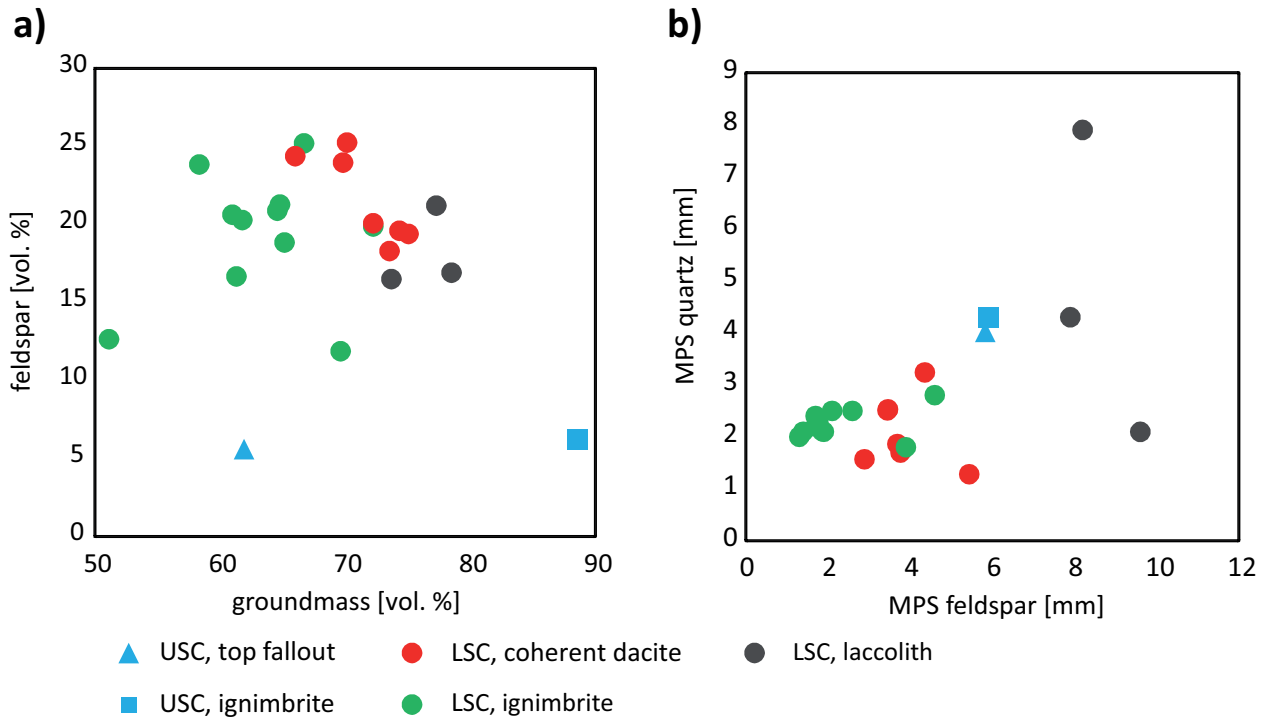 a)
30
25
20
15
10
5
0
feldspar [vol. %]
50 60 70 80 90
groundmass [vol. %]
b)
9
8
7
6
5
4
3
2
1
0
MPS quartz [mm]
0 2 4 6 8 10 12
MPS feldspar [mm]
USC, top fallout
LSC, coherent dacite
LSC, laccolith
USC, ignimbrite
LSC, ignimbrite